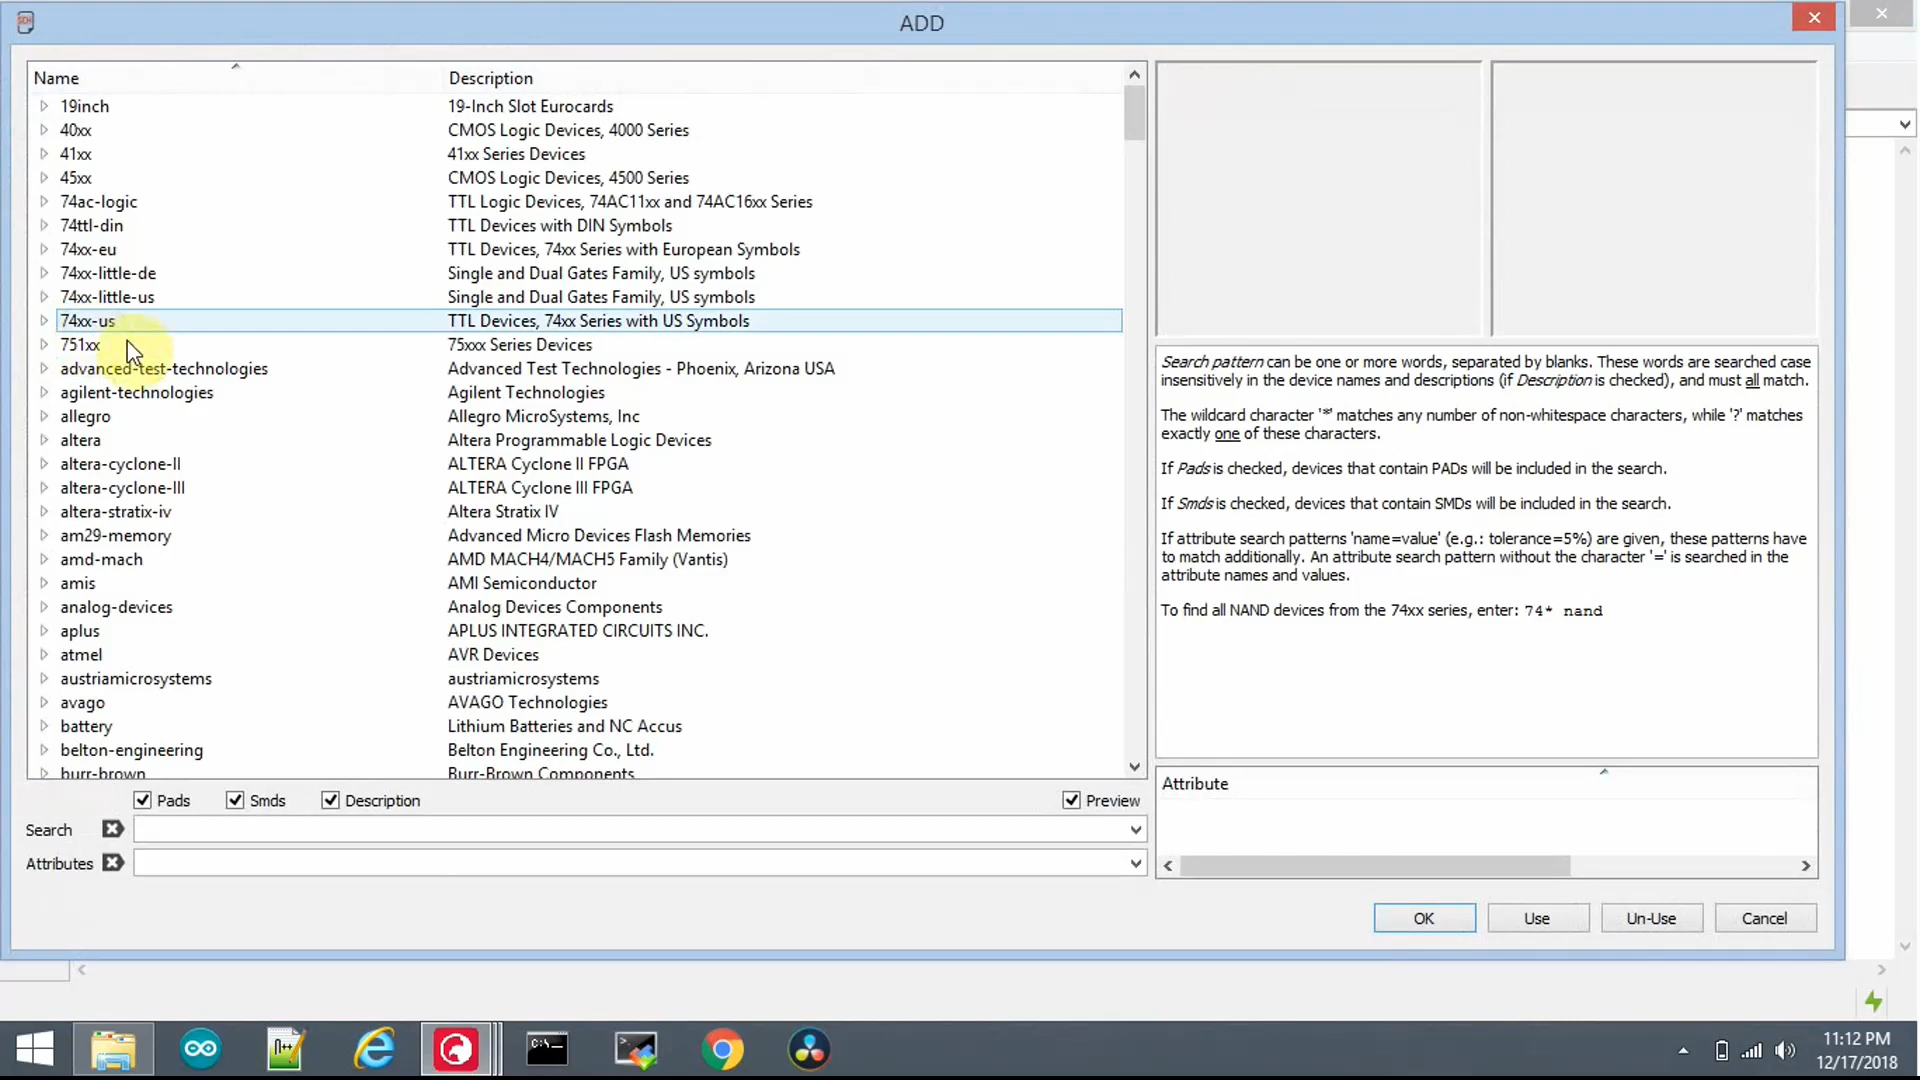 ADD
Name Description
19inch 19-Inch Slot Eurocards
40xx CMOS Logic Devices, 4000 Series
41xx 41xx Series Devices
45xx CMOS Logic Devices, 4500 Series
74ac-logic TTL Logic Devices, 74AC11xx and 74AC16xx Series
74ttl-din TTL Devices with DIN Symbols
74xx-eu TTL Devices, 74xx Series with European Symbols
74xx-little-de Single and Dual Gates Family, US symbols
74xx-little-us Single and Dual Gates Family, US symbols
74xx-us TTL Devices, 74xx Series with US Symbols
751xx 75xxx Series Devices
advanced-test-technologies Advanced Test Technologies - Phoenix, Arizona USA
agilent-technologies Agilent Technologies
allegro Allegro MicroSystems, Inc
altera Altera Programmable Logic Devices
altera-cyclone-II ALTERA Cyclone II FPGA
altera-cyclone-III ALTERA Cyclone III FPGA
altera-stratix-iv Altera Stratix IV
am29-memory Advanced Micro Devices Flash Memories
amd-mach AMD MACH4/MACH5 Family (Vantis)
amis AMI Semiconductor
analog-devices Analog Devices Components
aplus APLUS INTEGRATED CIRCUITS INC.
atmel AVR Devices
austriamicrosystems austriamicrosystems
avago AVAGO Technologies
battery Lithium Batteries and NC Accus
belton-engineering Belton Engineering Co., Ltd.
burr-brown Burr-Brown Components
Pads Smds Description Preview
Search
Attributes
Search pattern can be one or more words, separated by blanks. These words are searched case
insensitively in the device names and descriptions (if Description is checked), and must all match.
The wildcard character '*' matches any number of non-whitespace characters, while '?' matches
exactly one of these characters.
If Pads is checked, devices that contain PADs will be included in the search.
If Smds is checked, devices that contain SMDs will be included in the search.
If attribute search patterns 'name=value' (e.g.: tolerance=5%) are given, these patterns have
to match additionally. An attribute search pattern without the character '=' is searched in the
attribute names and values.
To find all NAND devices from the 74xx series, enter: 74* nand
Attribute
OK Use Un-Use Cancel
11:12 PM
12/17/2018